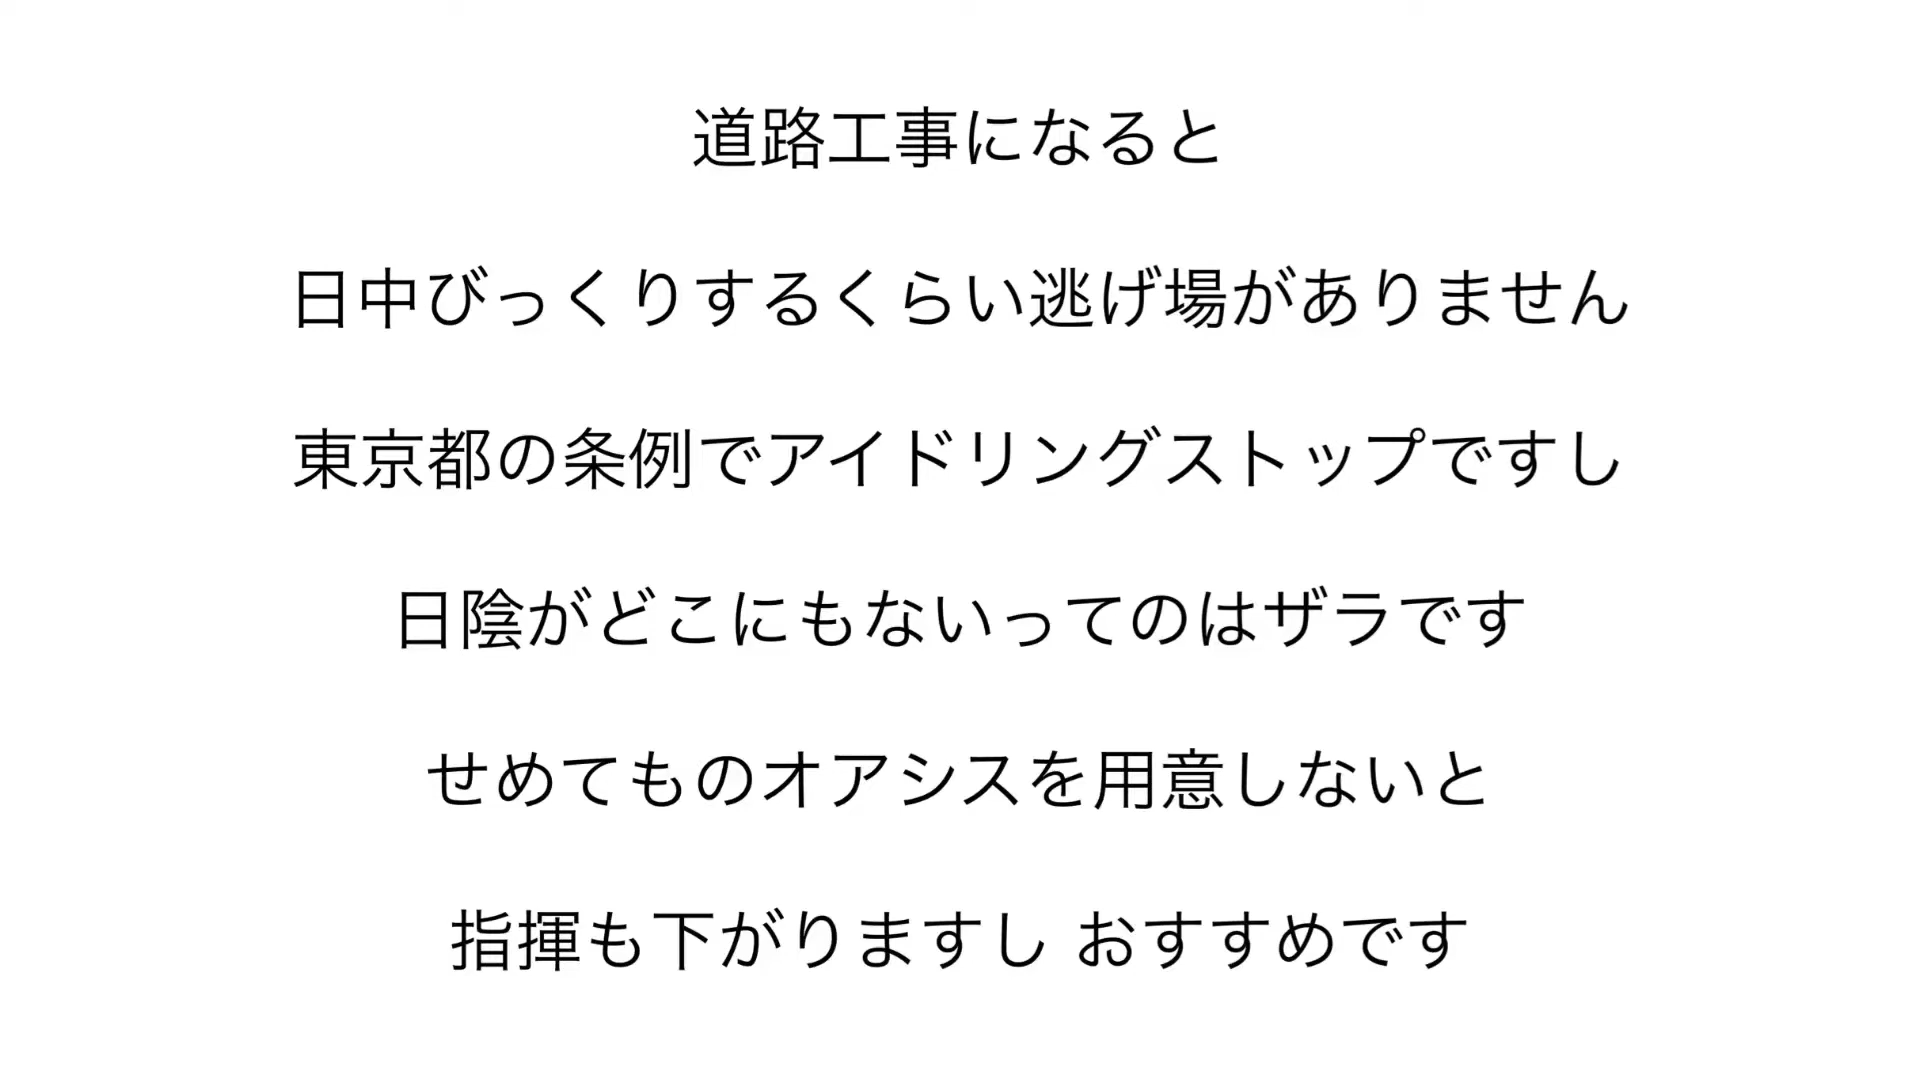 道路工事になると
日中びっくりするくらい逃げ場がありません
東京都の条例でアイドリングストップですし
日陰がどこにもないってのはザラです
せめてものオアシスを用意しないと
指揮も下がりますし おすすめです